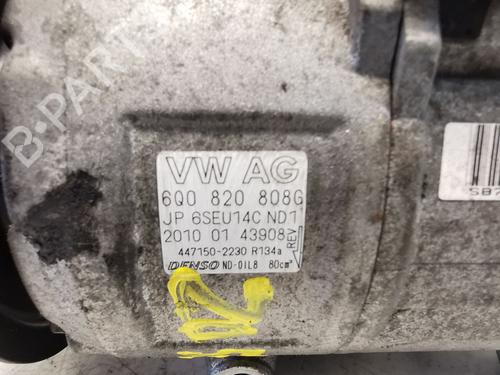 B-PARTS
VW AG
6Q0 820 808G
JP 6SEU14C ND1
2010 01 43908
REV
447150-2230 R134a
DENSO ND-OIL8 80cm³